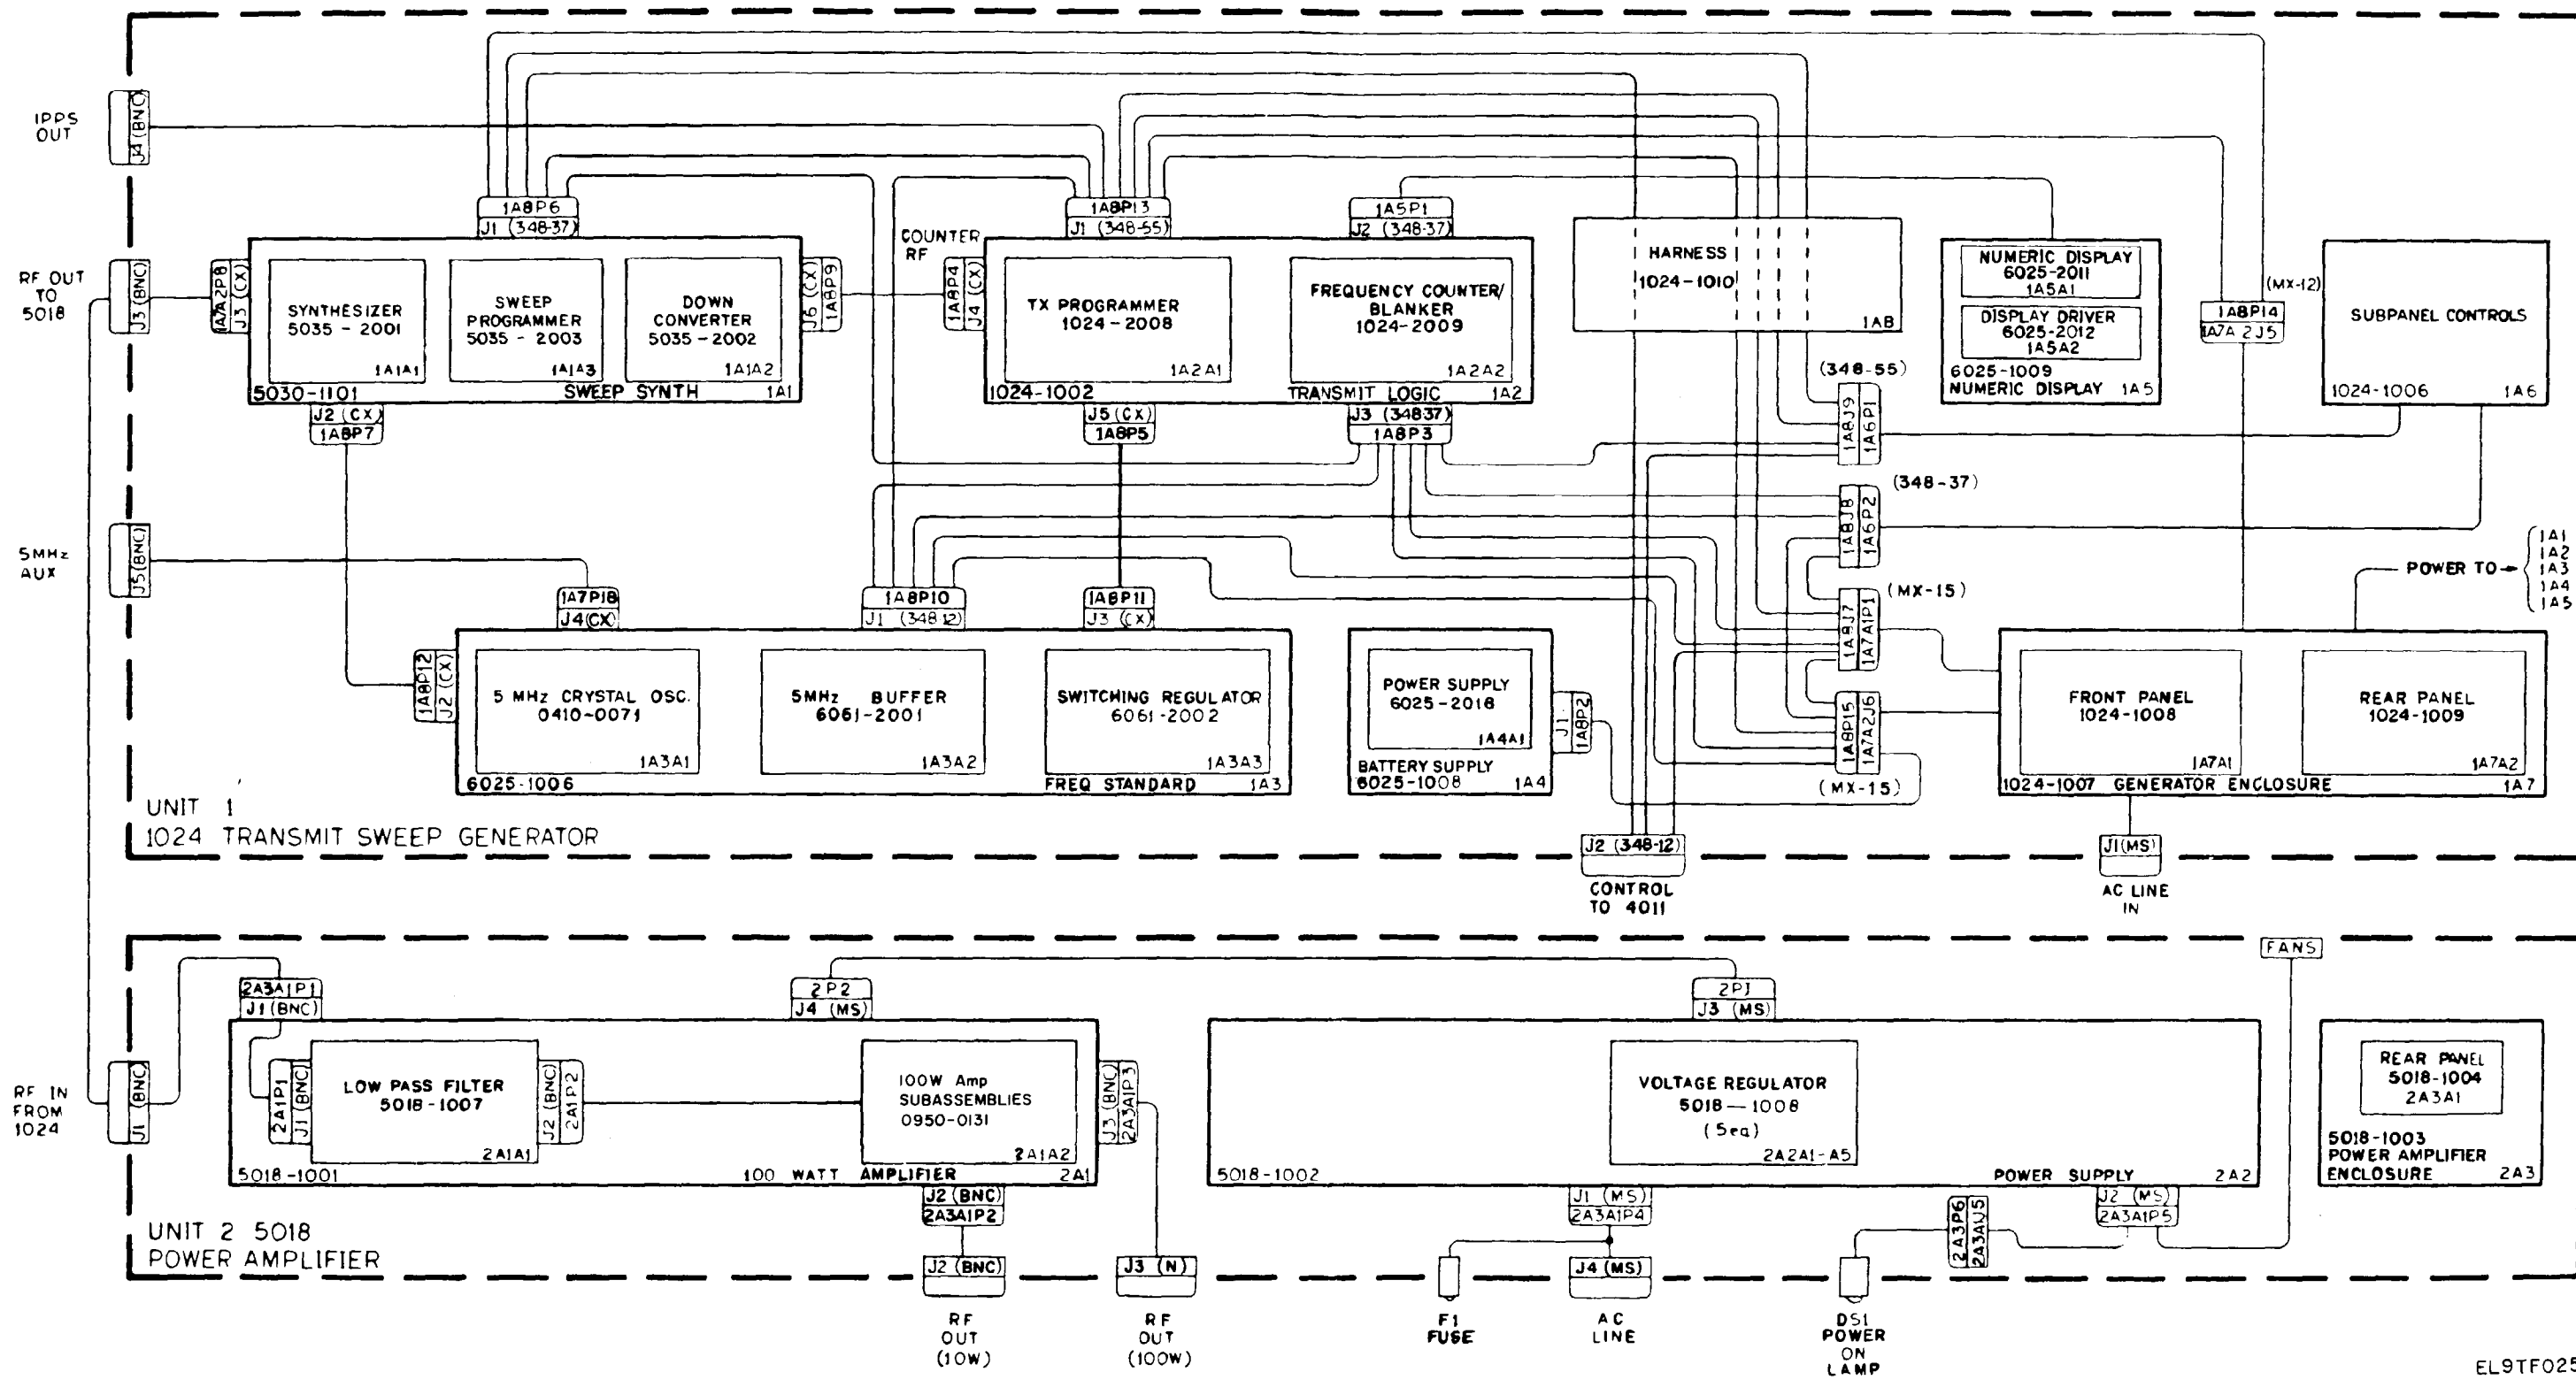 IPPS
OUT
J4 (BNC)
1A8P6
J1 (348-37)
1A8P13
J1 (348-55)
1A5P1
J2 (348-37)
RF OUT
TO
5018
J3 (BNC)
1A7A2P8
J3 (CX)
SYNTHESIZER
5035 - 2001
1A1A1
SWEEP
PROGRAMMER
5035 - 2003
1A1A3
DOWN
CONVERTER
5035 - 2002
1A1A2
5030-1101
SWEEP SYNTH
1A1
J6 (CX)
1A8P9
COUNTER
RF
1A8P4
J4 (CX)
TX PROGRAMMER
1024-2008
1A2A1
FREQUENCY COUNTER/
BLANKER
1024-2009
1A2A2
1024-1002
TRANSMIT LOGIC
1A2
HARNESS
1024-1010
1A8
NUMERIC DISPLAY
6025-2011
1A5A1
DISPLAY DRIVER
6025-2012
1A5A2
6025-1009
NUMERIC DISPLAY 1A5
(MX-12)
1A8P14
1A7A 2J5
SUBPANEL CONTROLS
1024-1006
1A6
J2 (CX)
1A8P7
J5 (CX)
1A8P5
J3 (34837)
1A8P3
(348-55)
1A8J9
1A6P1
(348-37)
1A8J8
1A6P2
5MHz
AUX
J5 (BNC)
1A7P18
J4 (CX)
1A8P10
J1 (348-12)
1A8P11
J3 (CX)
(MX-15)
1A8J7
1A7A1P1
POWER TO
1A1
1A2
1A3
1A4
1A5
1A8P12
J2 (CX)
5 MHz CRYSTAL OSC.
0410-0071
1A3A1
5MHz BUFFER
6061-2001
1A3A2
SWITCHING REGULATOR
6061-2002
1A3A3
6025-1006
FREQ STANDARD
1A3
POWER SUPPLY
6025-2018
1A4A1
BATTERY SUPPLY
6025-1008
1A4
J1
1A8P2
1A8P15
1A7A2J6
(MX-15)
FRONT PANEL
1024-1008
1A7A1
REAR PANEL
1024-1009
1A7A2
1024-1007 GENERATOR ENCLOSURE
1A7
UNIT 1
1024 TRANSMIT SWEEP GENERATOR
J2 (348-12)
CONTROL
TO 4011
J1(MS)
AC LINE
IN
FANS
2A3A1P1
J1 (BNC)
2P2
J4 (MS)
2P1
J3 (MS)
RF IN
FROM
1024
J1 (BNC)
2A1P1
J1 (BNC)
LOW PASS FILTER
5018-1007
2A1A1
J2 (BNC)
2A1P2
100W Amp
SUBASSEMBLIES
0950-0131
2A1A2
J3 (BNC)
2A3A1P3
5018-1001
100 WATT AMPLIFIER
2A1
VOLTAGE REGULATOR
5018-1008
(5ea)
2A2A1-A5
5018-1002
POWER SUPPLY
2A2
REAR PANEL
5018-1004
2A3A1
5018-1003
POWER AMPLIFIER
ENCLOSURE
2A3
UNIT 2 5018
POWER AMPLIFIER
J2 (BNC)
2A3A1P2
J1 (MS)
2A3A1P4
J2 (MS)
2A3A1P5
2A3P6
2A3A1J5
J2 (BNC)
J3 (N)
J4 (MS)
RF
OUT
(10W)
RF
OUT
(100W)
F1
FUSE
AC
LINE
DS1
POWER
ON
LAMP
EL9TF025